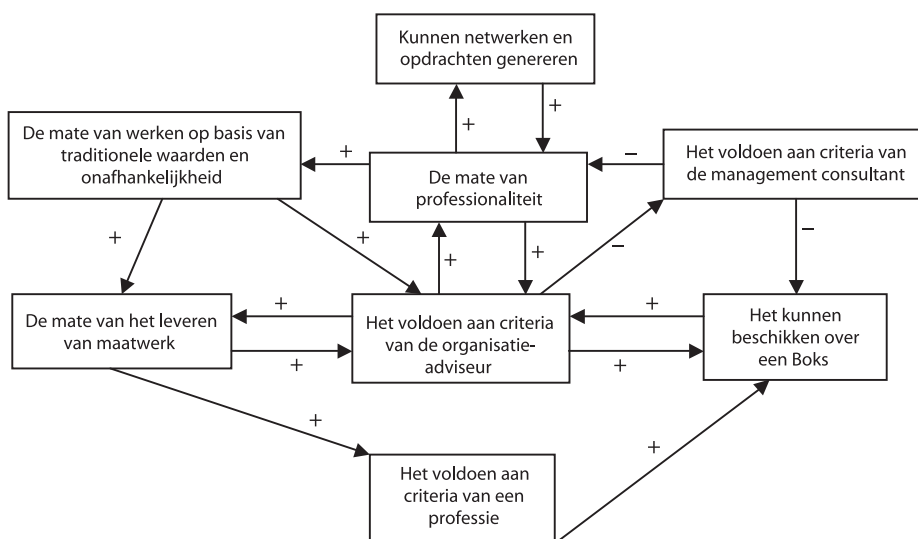 Kunnen netwerken en
opdrachten genereren
+
+
De mate van werken op basis van
traditionele waarden en
onafhankelijkheid
+
De mate van
professionaliteit
–
Het voldoen aan criteria van
de management consultant
+
+
+
+
–
–
De mate van het leveren
van maatwerk
+
+
Het voldoen aan criteria
van de organisatie-
adviseur
+
+
Het kunnen
beschikken over
een Boks
+
+
Het voldoen aan
criteria van een
professie